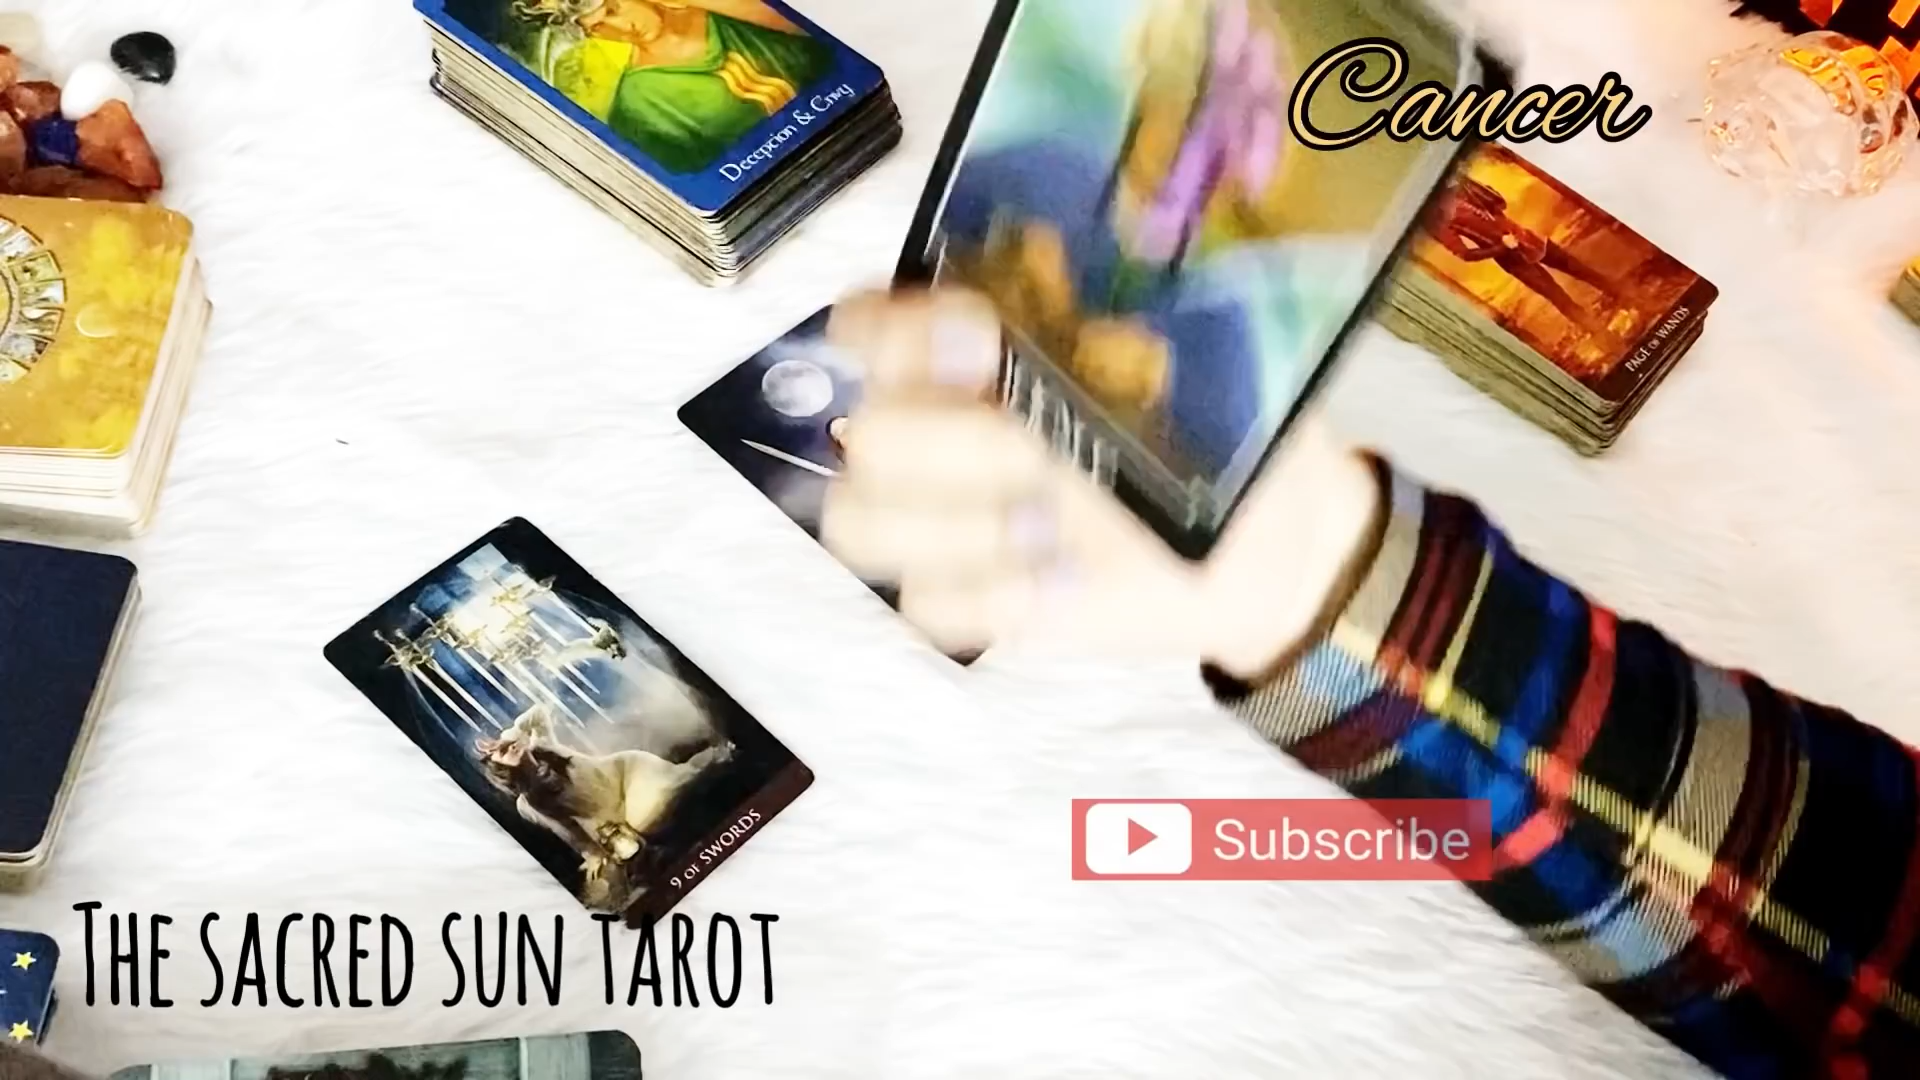 Cancer
Deception & Envy
PAGE OF WANDS
9 OF SWORDS
Subscribe
THE SACRED SUN TAROT